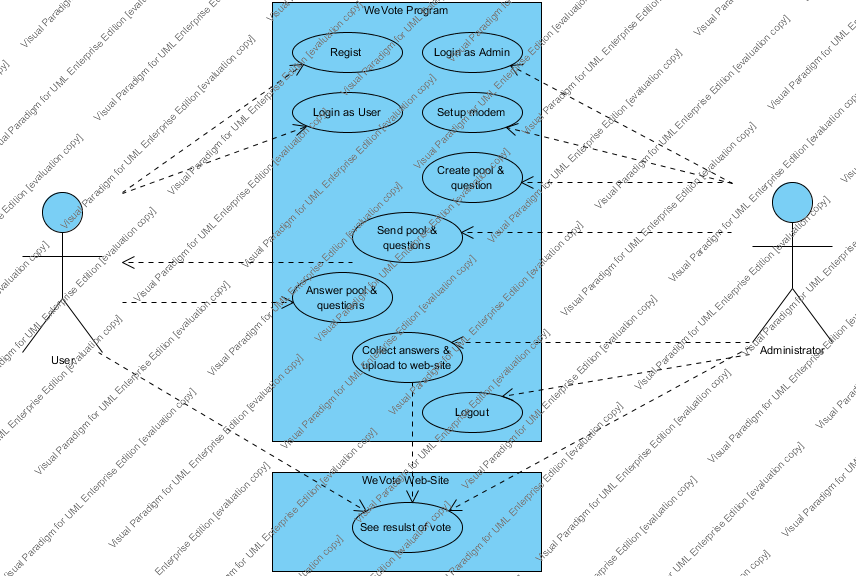 WeVote Program
Regist
Login as Admin
Login as User
Setup modem
Create pool &
question
Send pool &
questions
Answer pool &
questions
User
Administrator
Collect answers &
upload to web-site
Logout
WeVote Web-Site
See resulst of vote
Visual Paradigm for UML Enterprise Edition [evaluation copy]